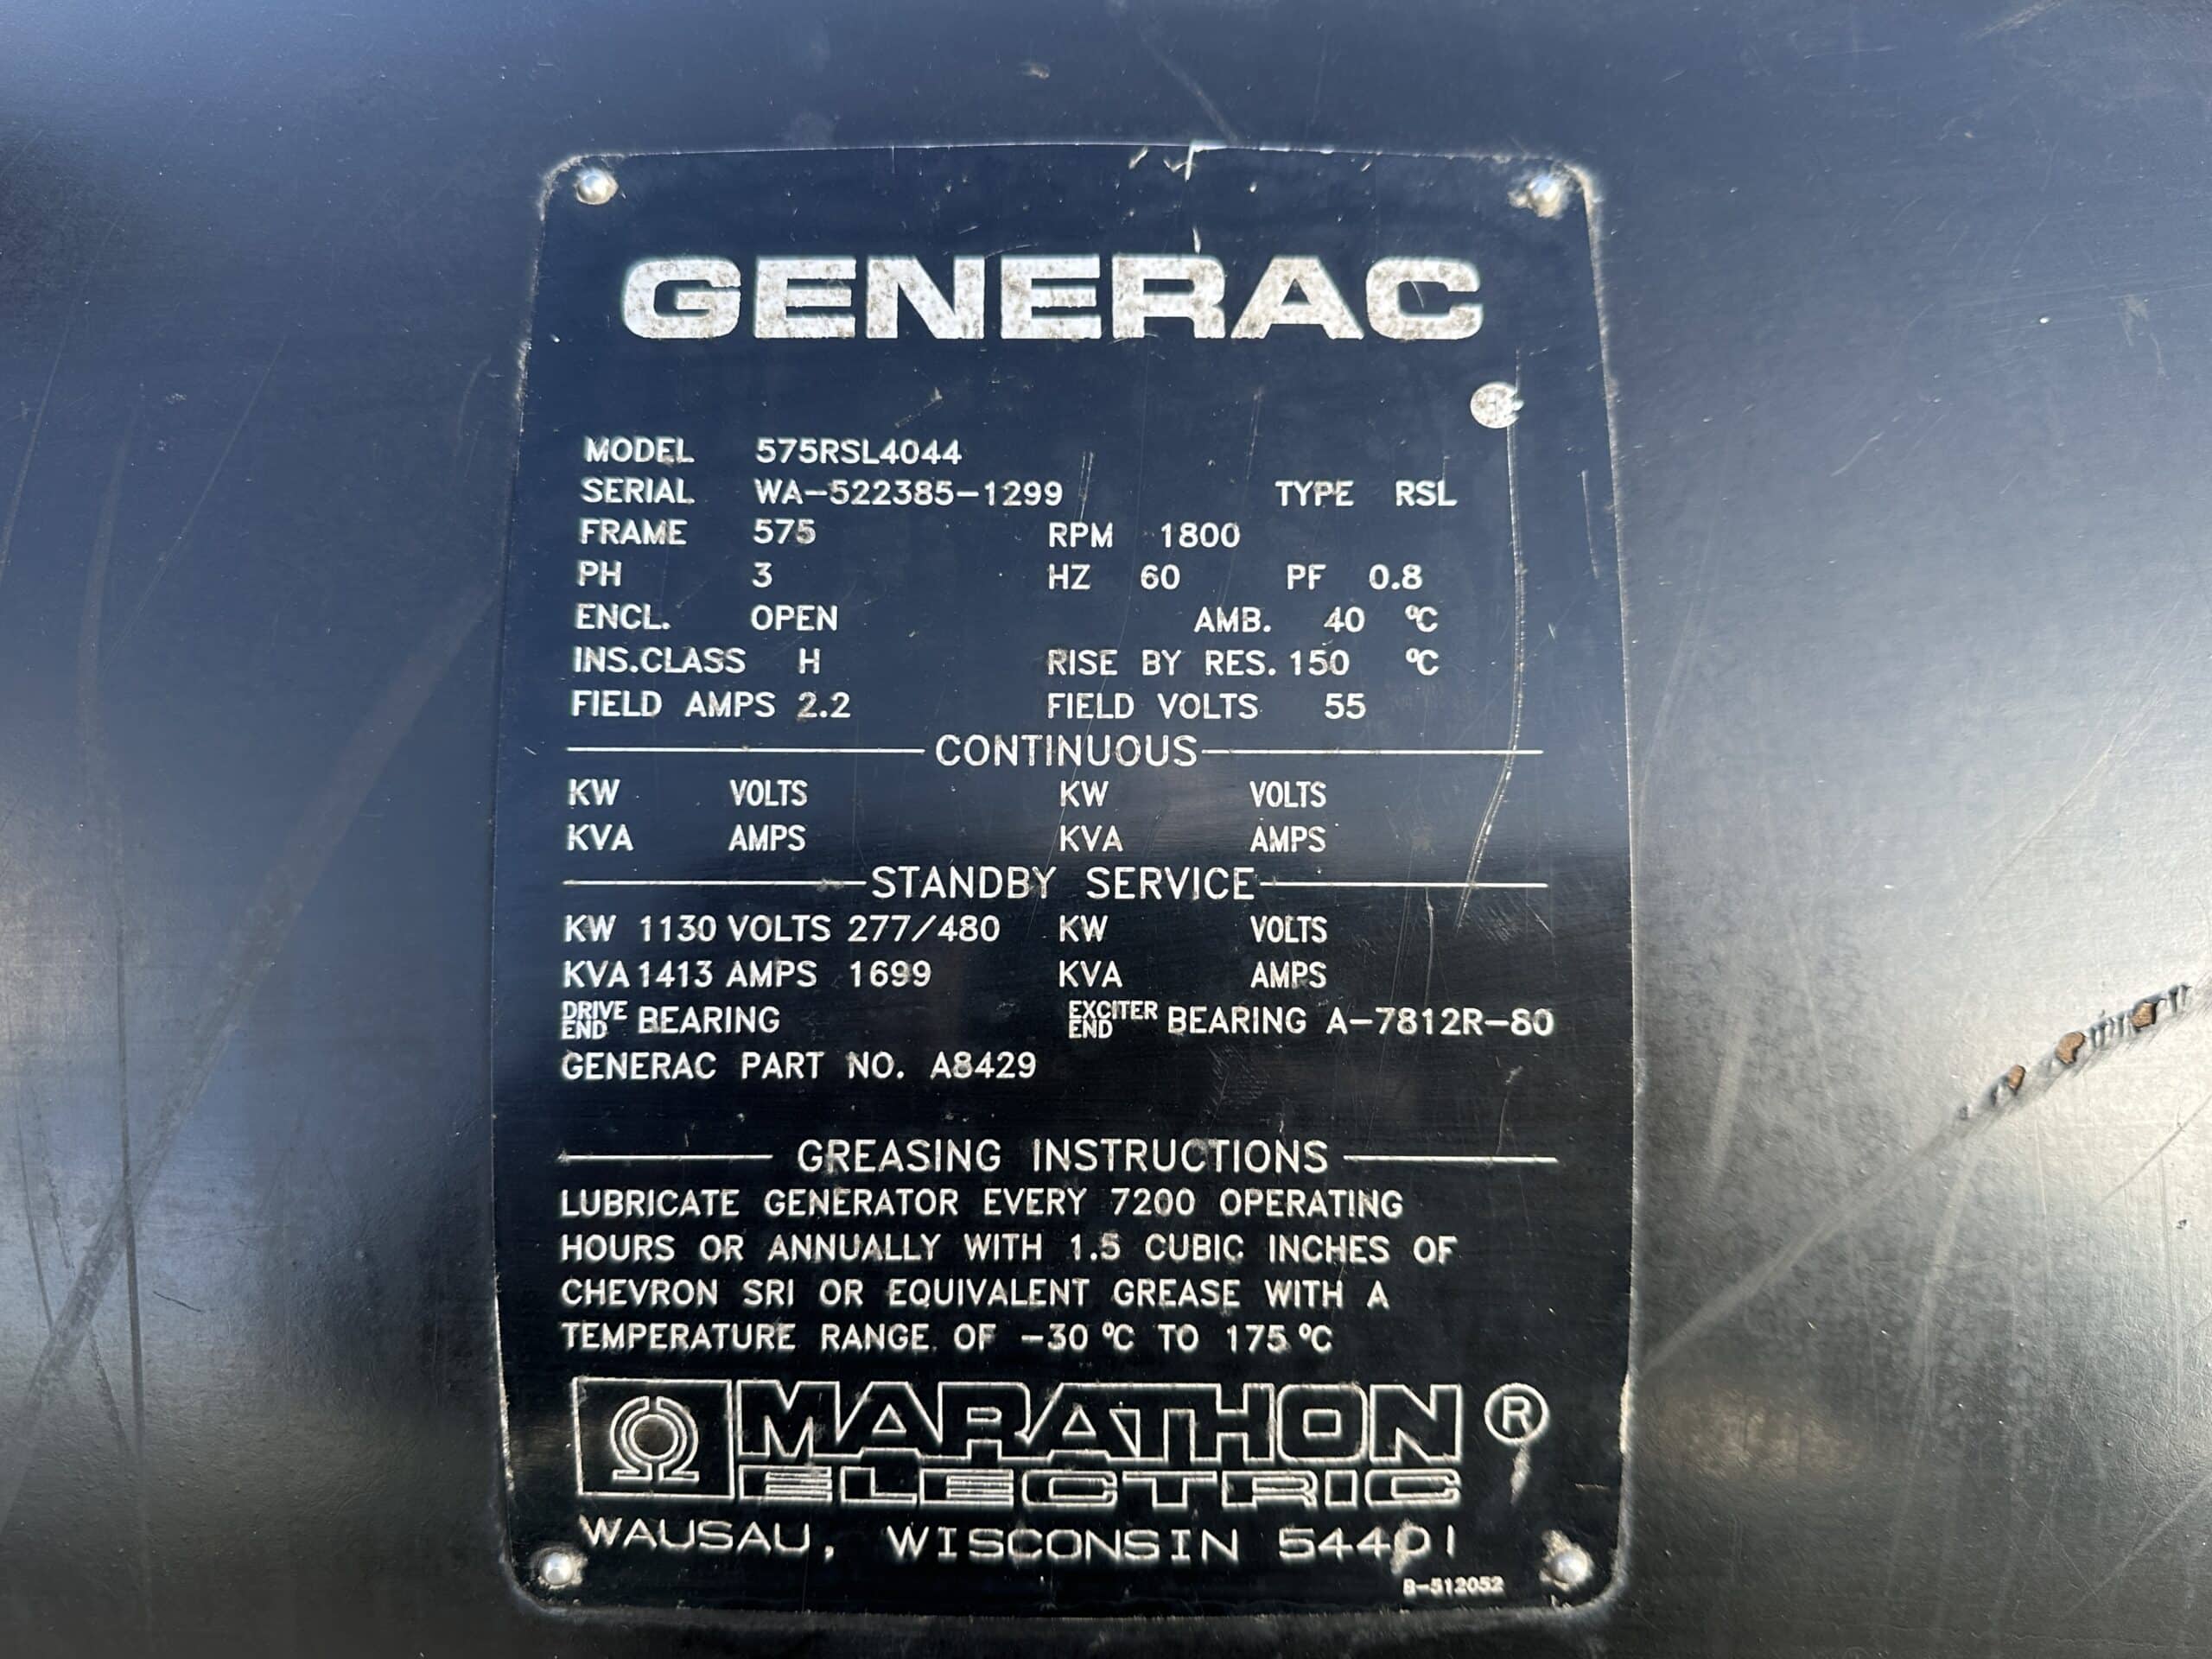 GENERAC
MODEL 575RSL4044
SERIAL WA-522385-1299 TYPE RSL
FRAME 575 RPM 1800
PH 3 HZ 60 PF 0.8
ENCL. OPEN AMB. 40 ºC
INS.CLASS H RISE BY RES. 150 ºC
FIELD AMPS 2.2 FIELD VOLTS 55
CONTINUOUS
KW VOLTS KW VOLTS
KVA AMPS KVA AMPS
STANDBY SERVICE
KW 1130 VOLTS 277/480 KW VOLTS
KVA 1413 AMPS 1699 KVA AMPS
DRIVE END BEARING EXCITER END BEARING A-7812R-80
GENERAC PART NO. A8429
GREASING INSTRUCTIONS
LUBRICATE GENERATOR EVERY 7200 OPERATING
HOURS OR ANNUALLY WITH 1.5 CUBIC INCHES OF
CHEVRON SRI OR EQUIVALENT GREASE WITH A
TEMPERATURE RANGE OF -30 ºC TO 175 ºC
MARATHON ®
ELECTRIC
WAUSAU, WISCONSIN 54401
B-512052